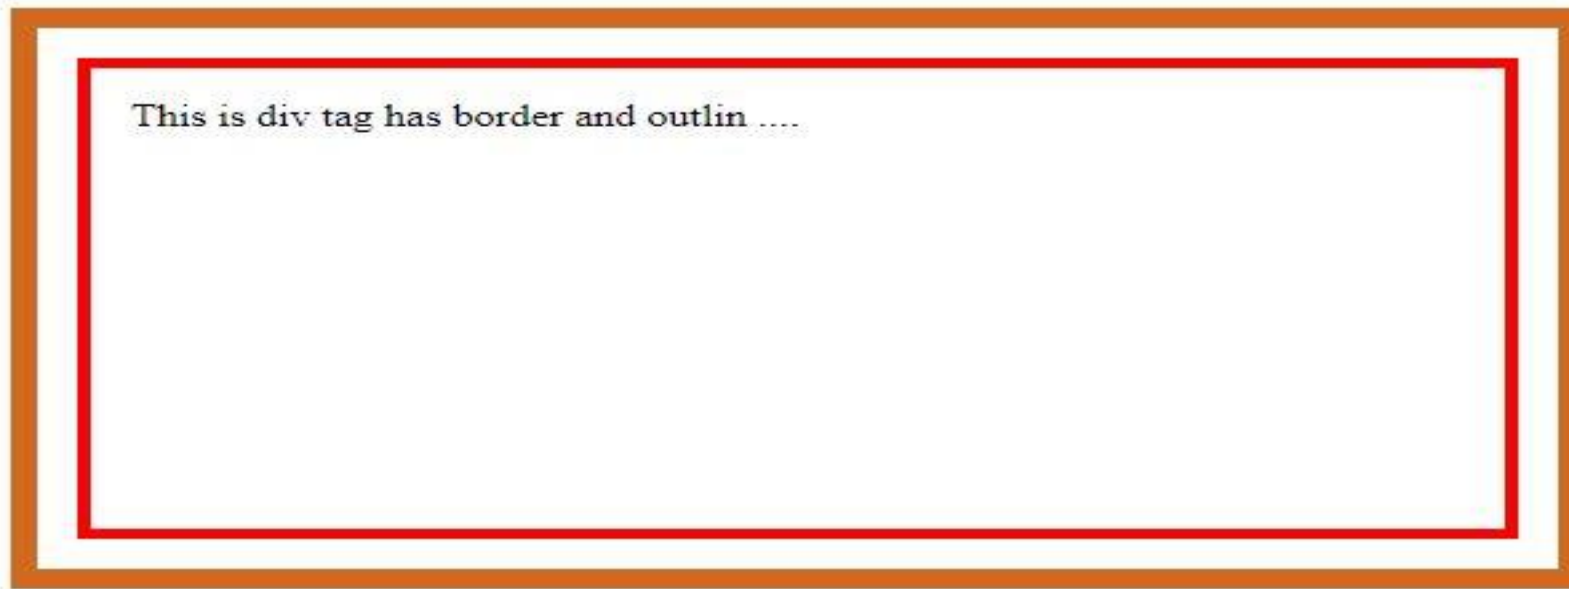 This is div tag has border and outlin ....